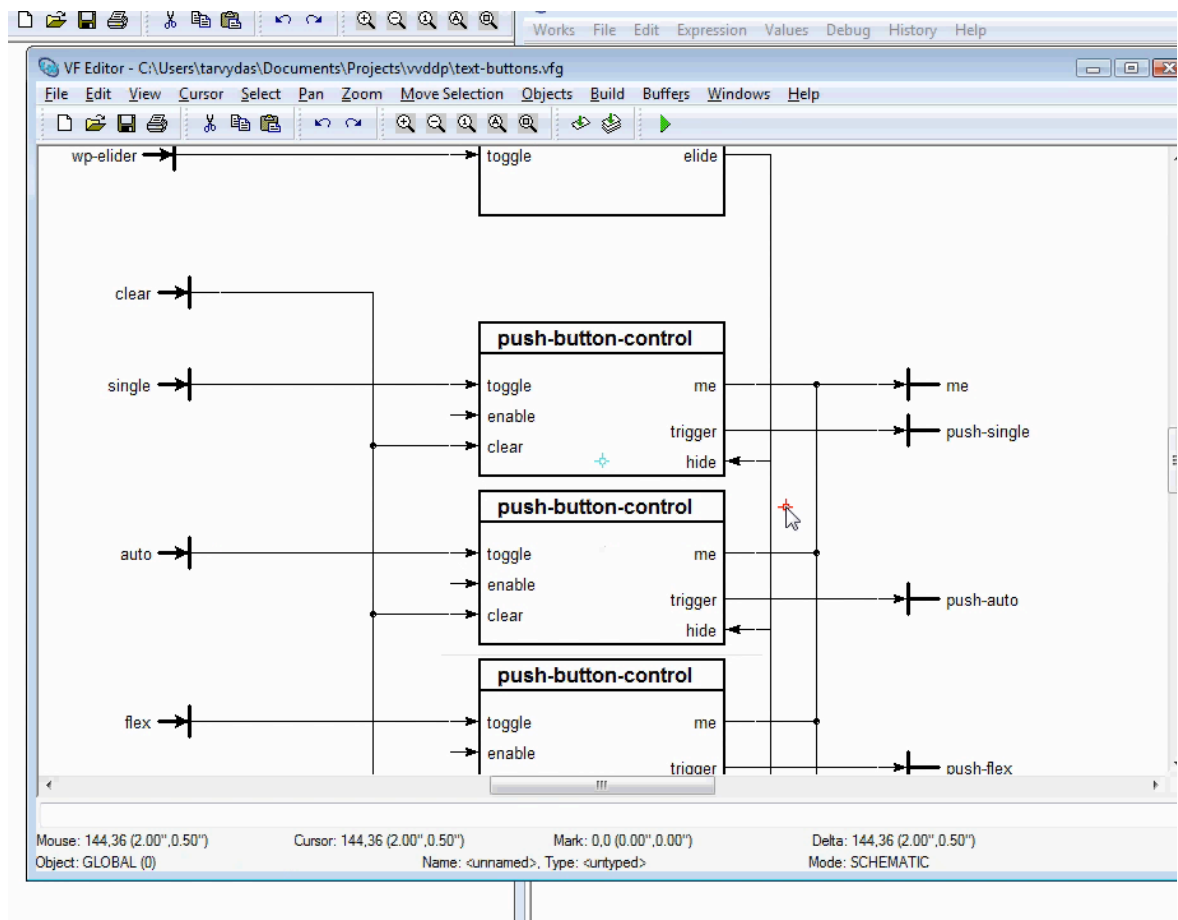 Works File Edit Expression Values Debug History Help
VF Editor - C:\Users\tarvydas\Documents\Projects\vvddp\text-buttons.vfg
File Edit View Cursor Select Pan Zoom Move Selection Objects Build Buffers Windows Help
wp-elider toggle elide
clear
push-button-control
single toggle me me
enable
trigger push-single
clear
hide
push-button-control
auto toggle me
enable
trigger push-auto
clear
hide
push-button-control
flex toggle me
enable
trigger push-flex
Mouse: 144,36 (2.00",0.50") Cursor: 144,36 (2.00",0.50") Mark: 0,0 (0.00",0.00") Delta: 144,36 (2.00",0.50")
Object: GLOBAL (0) Name: <unnamed>, Type: <untyped> Mode: SCHEMATIC